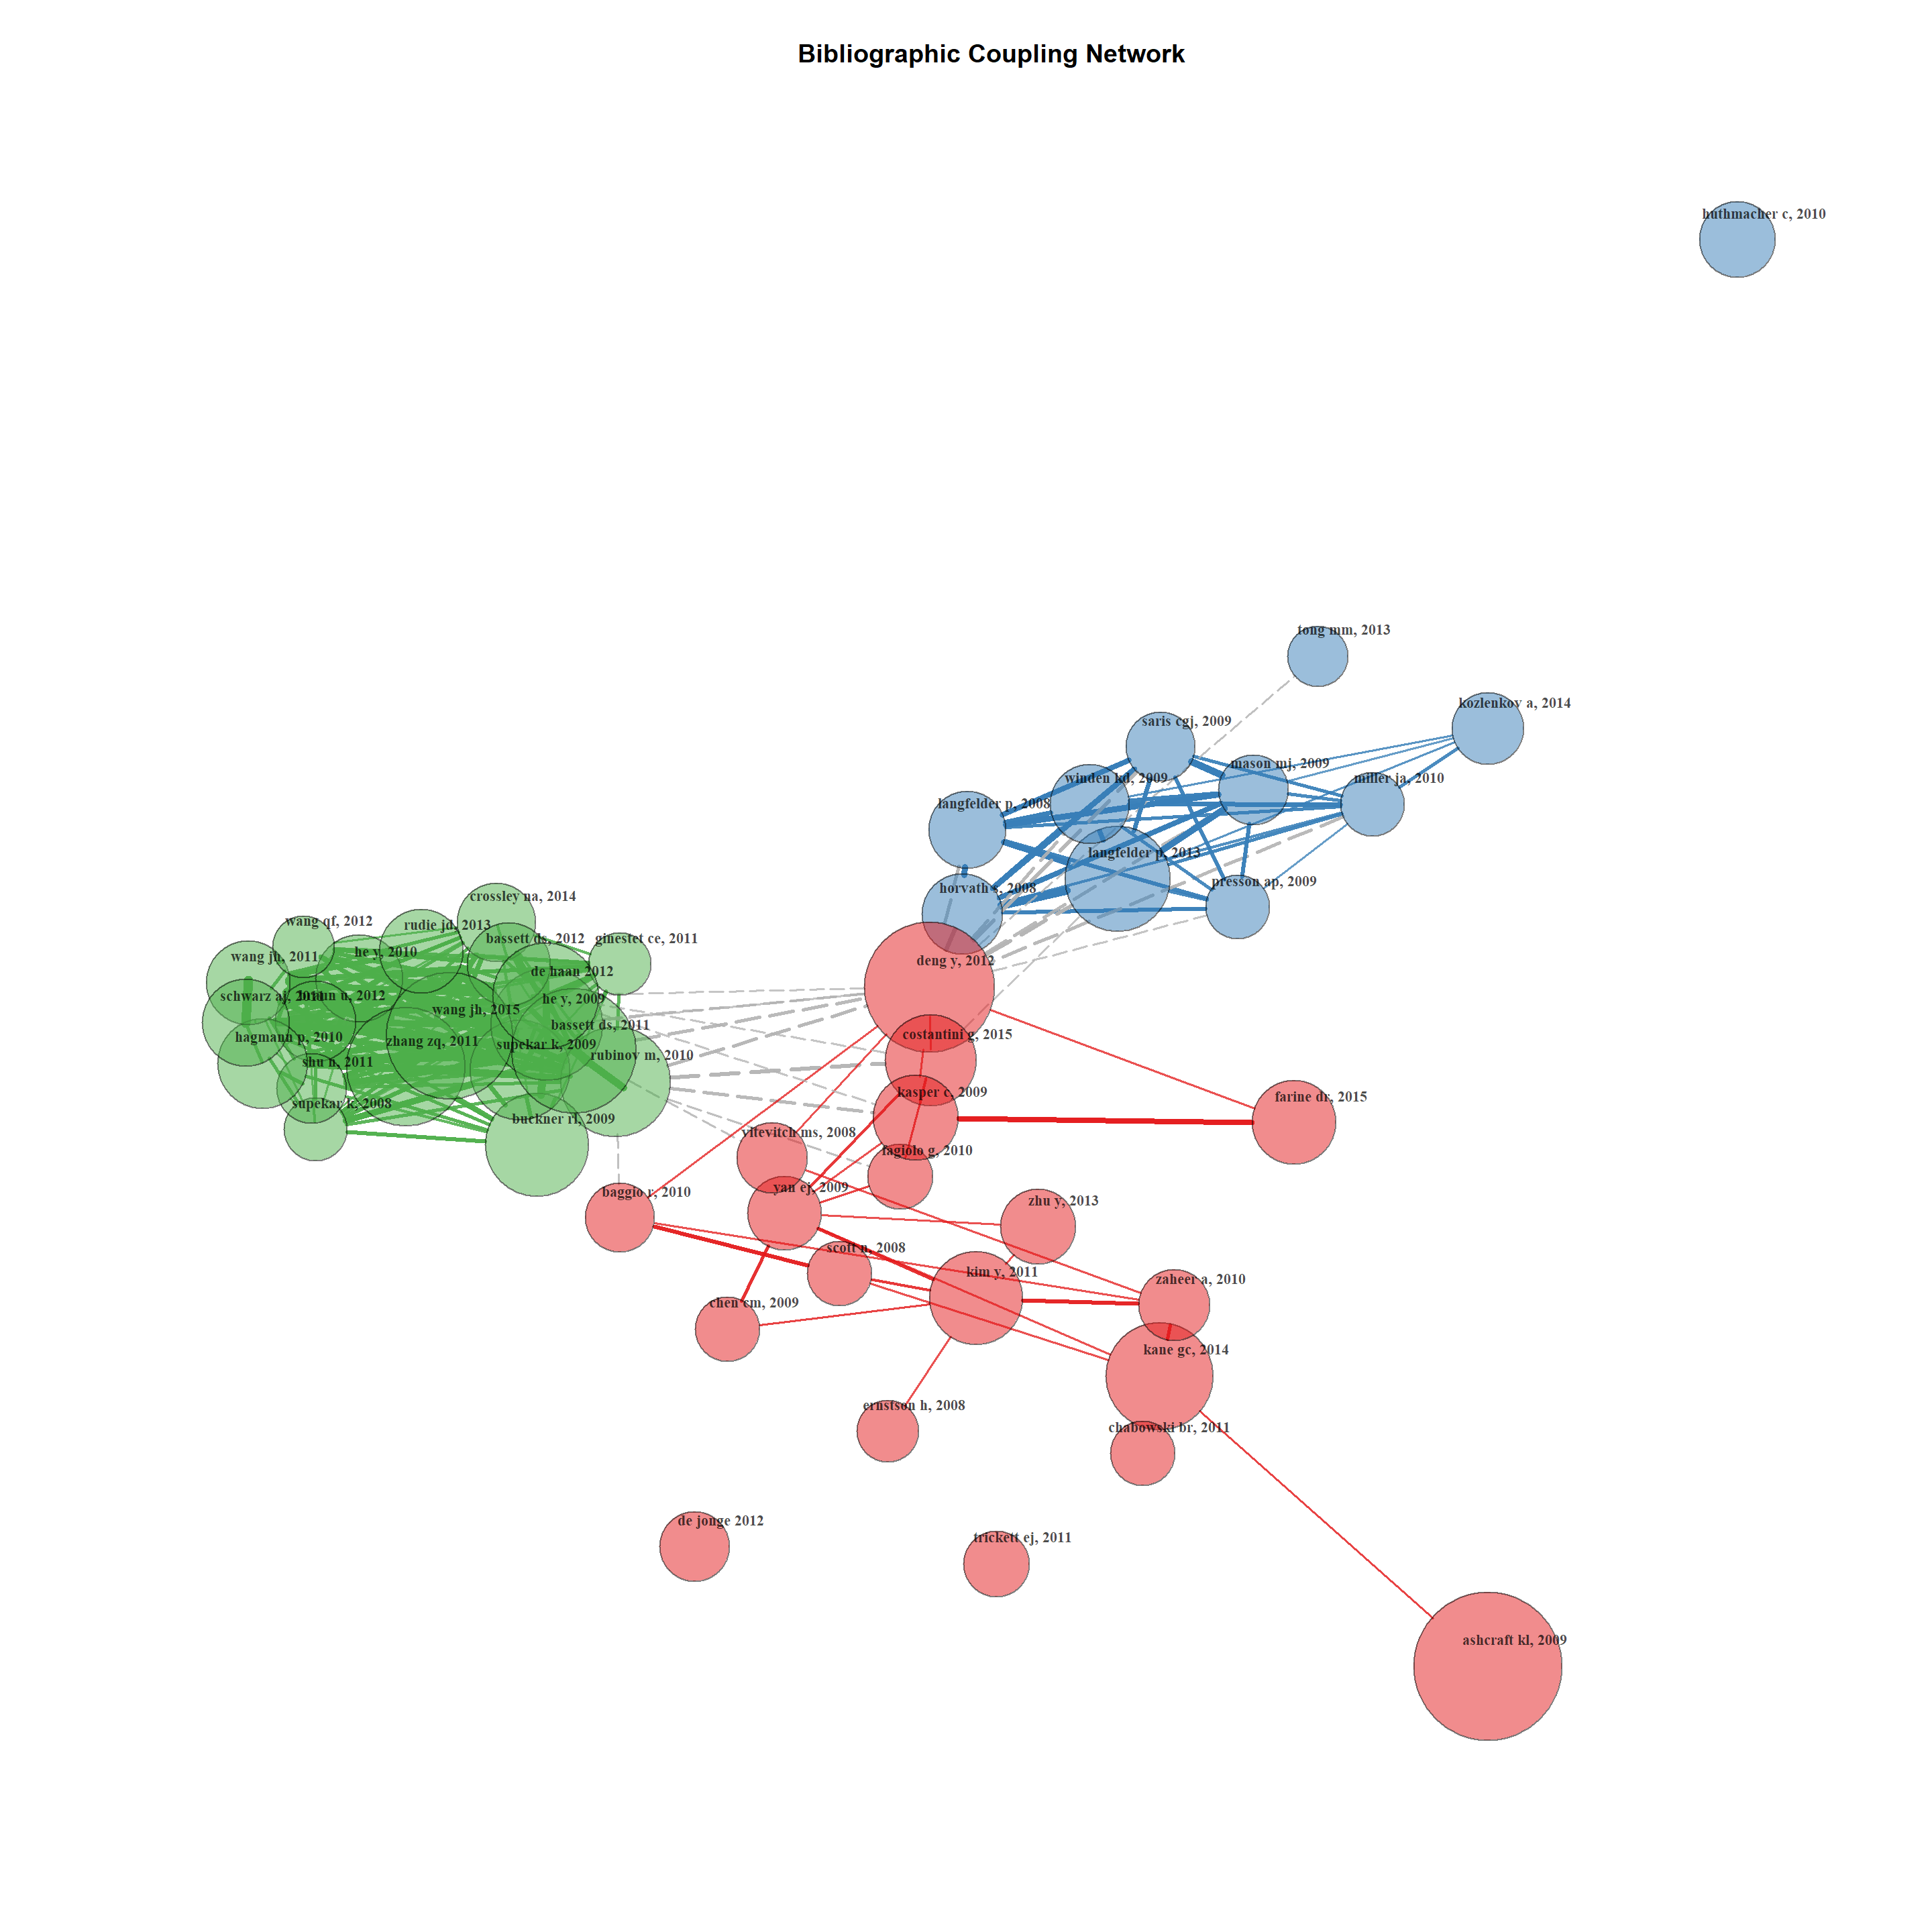 Bibliographic Coupling Network
huthmacher c, 2010
tong mm, 2013
kozlenkov a, 2014
saris cgj, 2009
mason mj, 2009
winden kd, 2009
miller ja, 2010
langfelder p, 2008
langfelder p, 2013
presson ap, 2009
horvath s, 2008
crossley na, 2014
wang qf, 2012
rudie jd, 2013
bassett ds, 2012
ginestet ce, 2011
he y, 2010
wang jh, 2011
deng y, 2012
de haan 2012
schwarz aj, 2011
braun u, 2012
he y, 2009
wang jh, 2015
bassett ds, 2011
hagmann p, 2010
costantini g, 2015
zhang zq, 2011
supekar k, 2009
rubinov m, 2010
shu n, 2011
kasper c, 2009
farine dr, 2015
supekar k, 2008
buckner rl, 2009
vitevitch ms, 2008
fagiolo g, 2010
yan ej, 2009
baggio r, 2010
zhu y, 2013
scott n, 2008
kim y, 2011
zaheer a, 2010
chen cm, 2009
kane gc, 2014
ernstson h, 2008
chabowski br, 2011
de jonge 2012
trickett ej, 2011
ashcraft kl, 2009